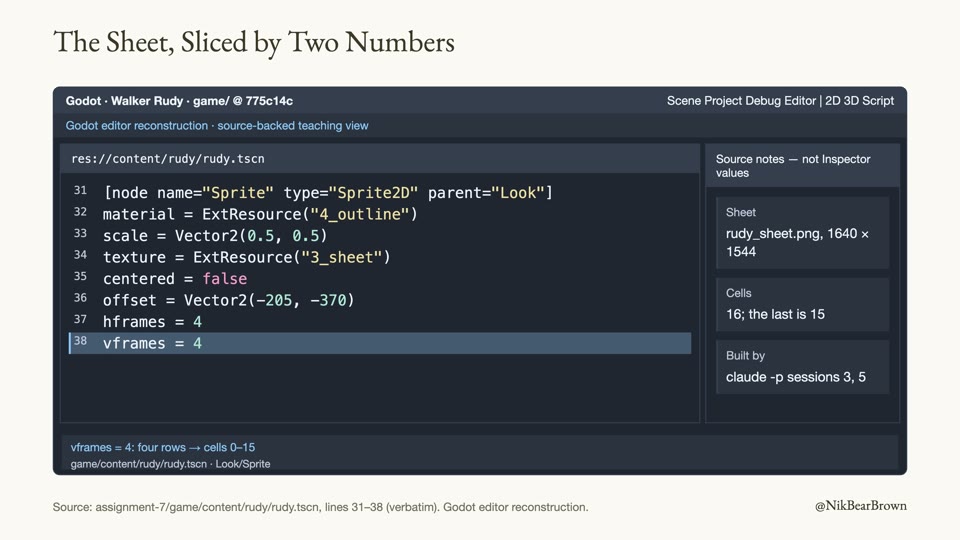 The Sheet, Sliced by Two Numbers
Godot · Walker Rudy · game/ @ 775c14c
Scene Project Debug Editor | 2D 3D Script
Godot editor reconstruction · source-backed teaching view
res://content/rudy/rudy.tscn
31 [node name="Sprite" type="Sprite2D" parent="Look"]
32 material = ExtResource("4_outline")
33 scale = Vector2(0.5, 0.5)
34 texture = ExtResource("3_sheet")
35 centered = false
36 offset = Vector2(−205, −370)
37 hframes = 4
38 vframes = 4
Source notes — not Inspector
values
Sheet
rudy_sheet.png, 1640 ×
1544
Cells
16; the last is 15
Built by
claude -p sessions 3, 5
vframes = 4: four rows → cells 0–15
game/content/rudy/rudy.tscn · Look/Sprite
Source: assignment-7/game/content/rudy/rudy.tscn, lines 31–38 (verbatim). Godot editor reconstruction.
@NikBearBrown